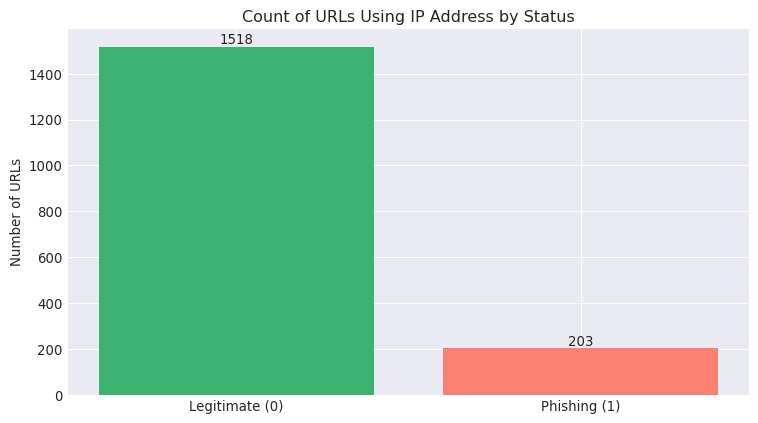 Count of URLs Using IP Address by Status
1518
203
Number of URLs
1400
1200
1000
800
600
400
200
0
Legitimate (0)
Phishing (1)